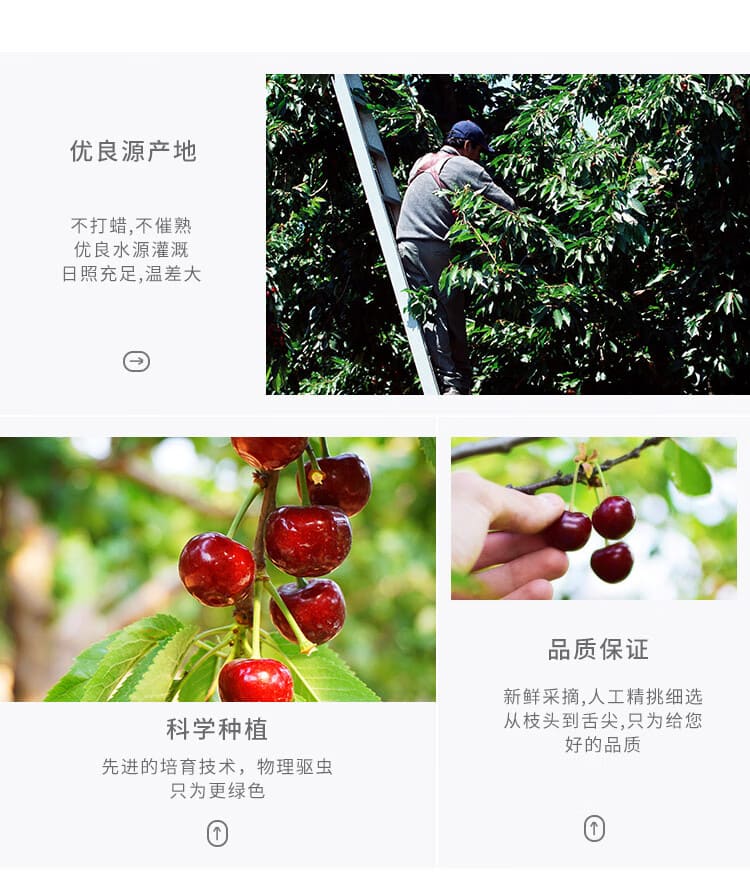 优良源产地
不打蜡,不催熟
优良水源灌溉
日照充足,温差大
科学种植
先进的培育技术，物理驱虫
只为更绿色
品质保证
新鲜采摘,人工精挑细选
从枝头到舌尖,只为给您
好的品质